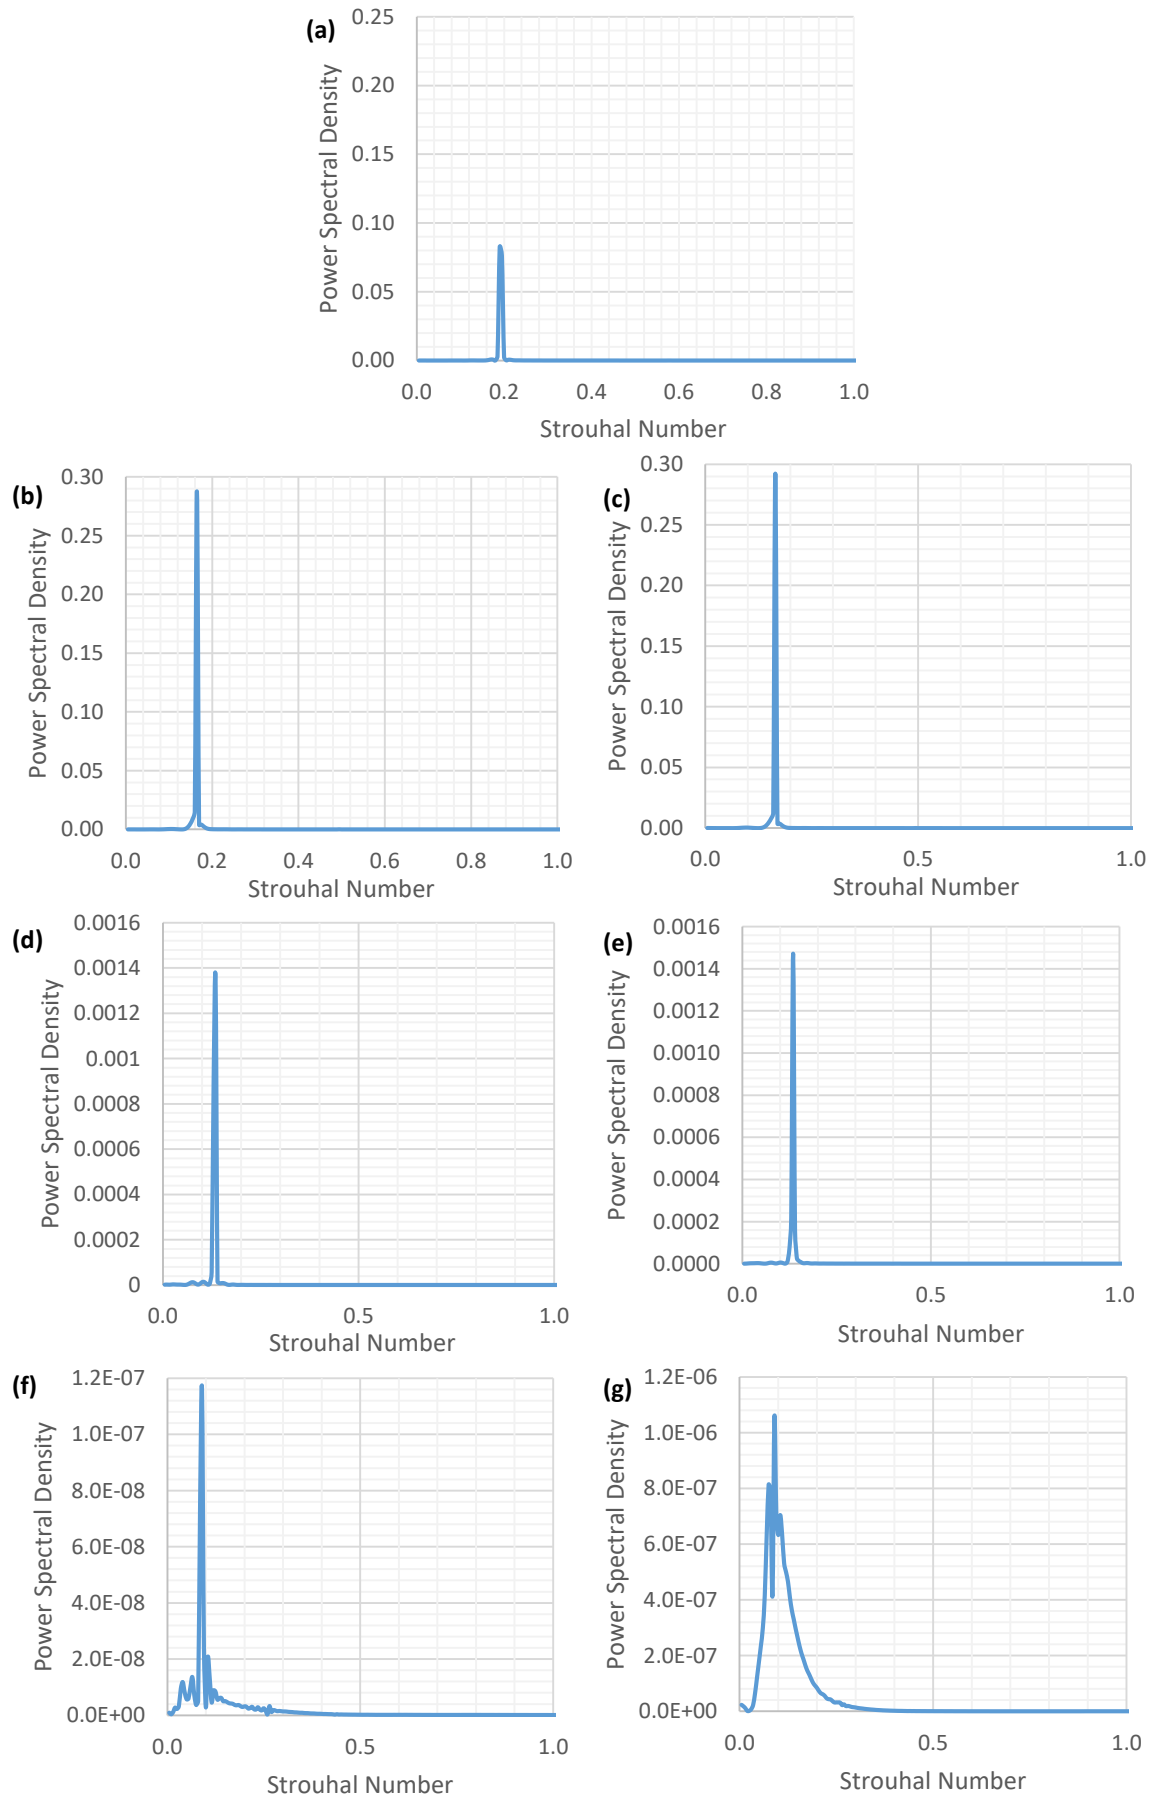 (a)
Power Spectral Density
0.25
0.20
0.15
0.10
0.05
0.00
0.0 0.2 0.4 0.6 0.8 1.0
Strouhal Number
(b)
Power Spectral Density
0.30
0.25
0.20
0.15
0.10
0.05
0.00
0.0 0.2 0.4 0.6 0.8 1.0
Strouhal Number
(c)
Power Spectral Density
0.30
0.25
0.20
0.15
0.10
0.05
0.00
0.0 0.5 1.0
Strouhal Number
(d)
Power Spectral Density
0.0016
0.0014
0.0012
0.001
0.0008
0.0006
0.0004
0.0002
0
0.0 0.5 1.0
Strouhal Number
(e)
Power Spectral Density
0.0016
0.0014
0.0012
0.0010
0.0008
0.0006
0.0004
0.0002
0.0000
0.0 0.5 1.0
Strouhal Number
(f)
Power Spectral Density
1.2E-07
1.0E-07
8.0E-08
6.0E-08
4.0E-08
2.0E-08
0.0E+00
0.0 0.5 1.0
Strouhal Number
(g)
Power Spectral Density
1.2E-06
1.0E-06
8.0E-07
6.0E-07
4.0E-07
2.0E-07
0.0E+00
0.0 0.5 1.0
Strouhal Number